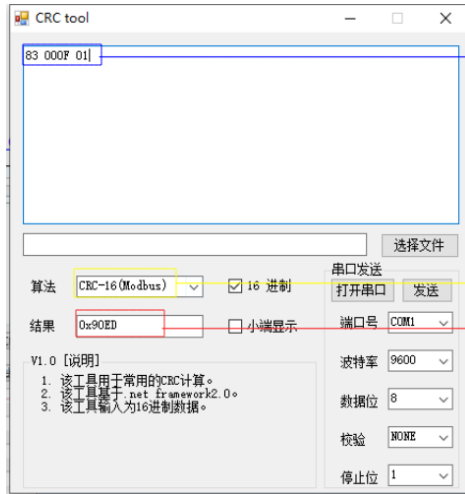 CRC tool
83 000F 01
选择文件
算法 CRC-16(Modbus) 16 进制
结果 0x90ED 小端显示
V1.0 [说明]
1. 该工具用于常用的CRC计算。
2. 该工具基于.net framework2.0。
3. 该工具输入为16进制数据。
串口发送
打开串口 发送
端口号 COM1
波特率 9600
数据位 8
校验 NONE
停止位 1